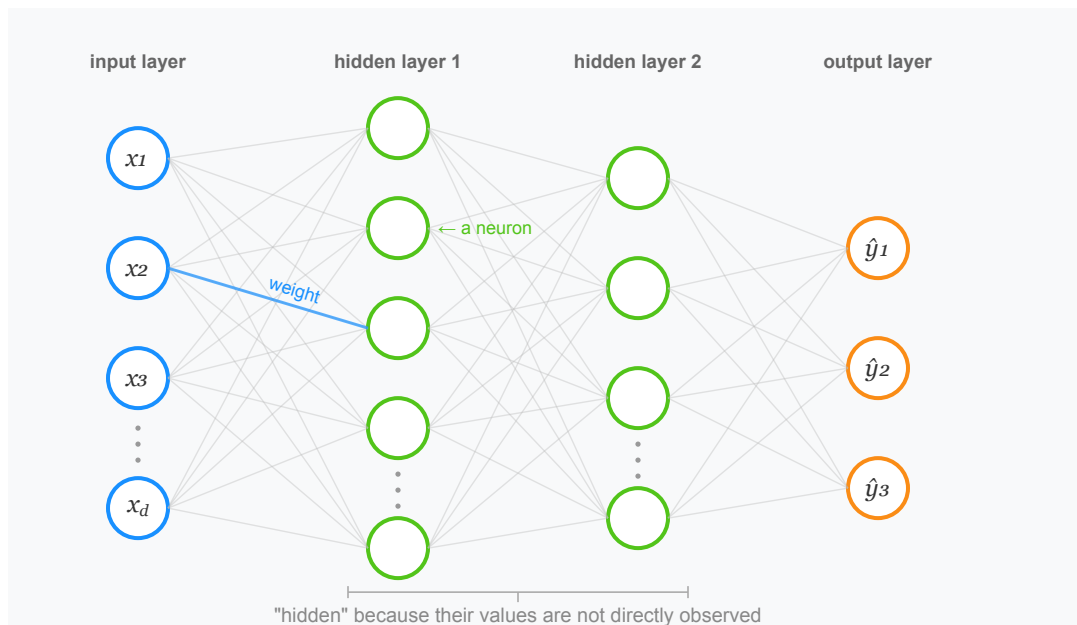 input layer hidden layer 1 hidden layer 2 output layer
x1
x2
x3
x_d
weight
← a neuron
ŷ1
ŷ2
ŷ3
"hidden" because their values are not directly observed